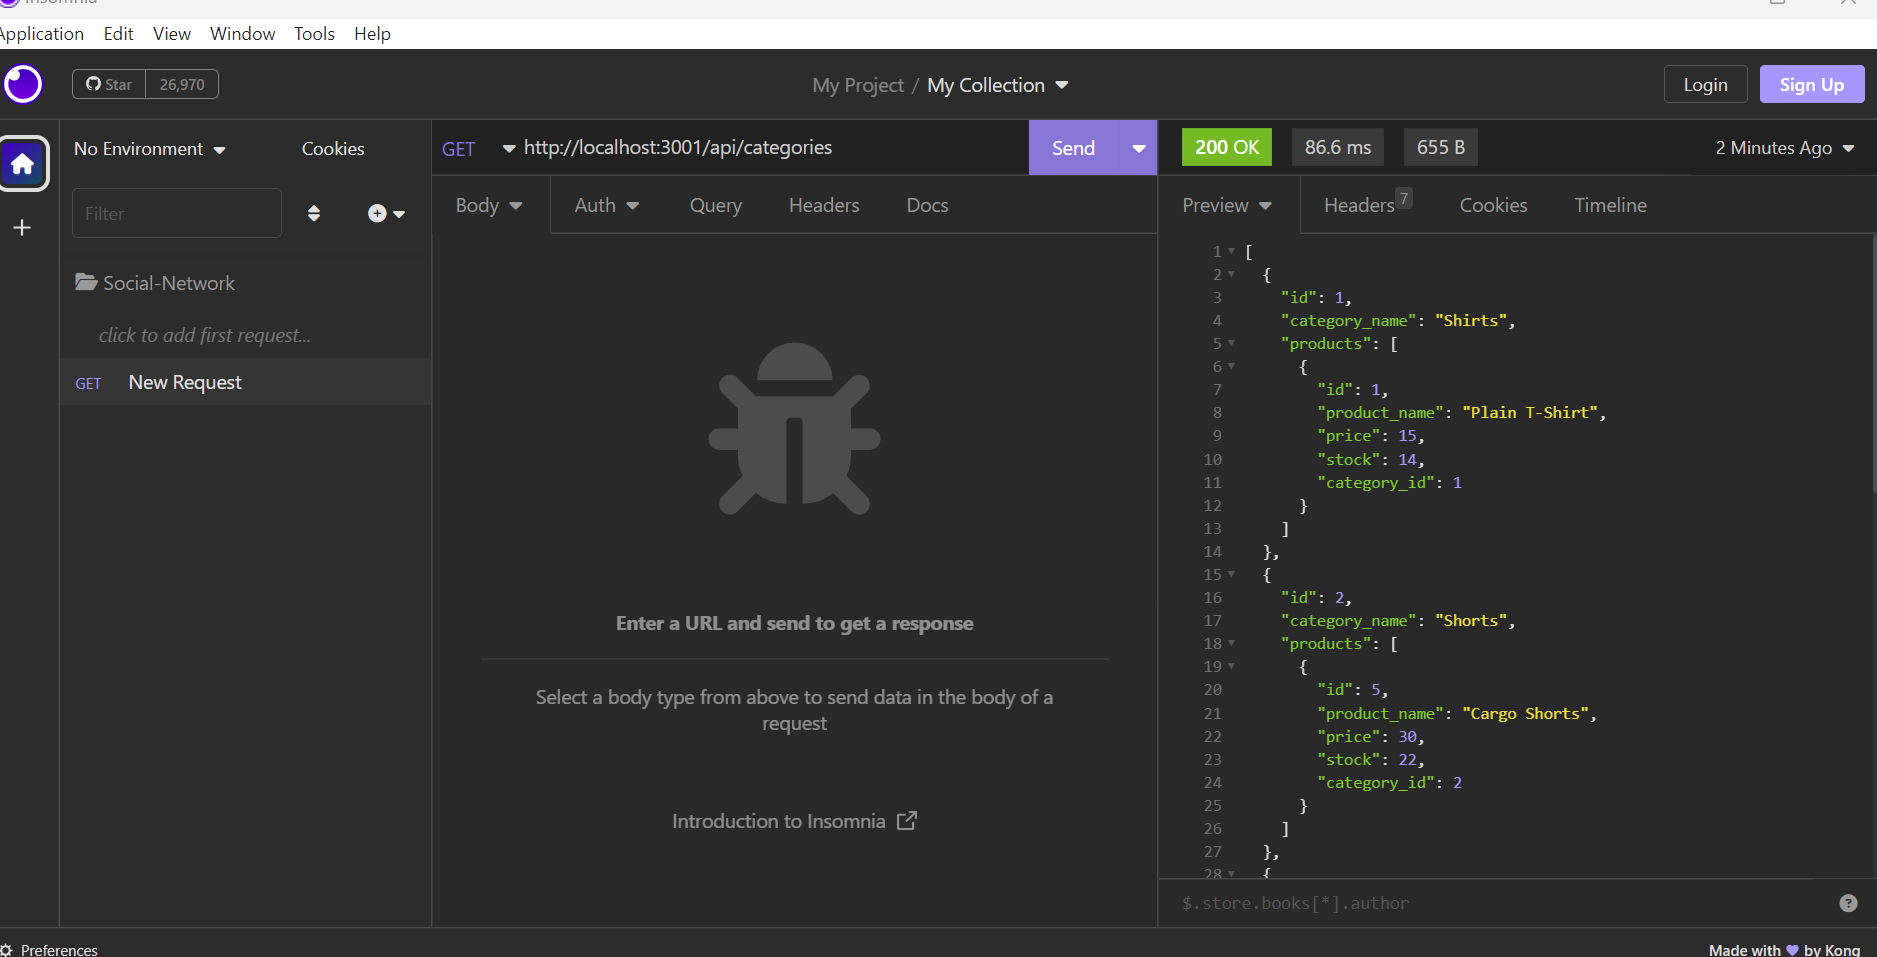 Insomnia
Application Edit View Window Tools Help
Star 26,970
My Project / My Collection
Login Sign Up
No Environment Cookies
Filter
Social-Network
click to add first request...
GET New Request
GET http://localhost:3001/api/categories Send
Body Auth Query Headers Docs
Enter a URL and send to get a response
Select a body type from above to send data in the body of a
request
Introduction to Insomnia
200 OK 86.6 ms 655 B 2 Minutes Ago
Preview Headers 7 Cookies Timeline
1 [
2 {
3 "id": 1,
4 "category_name": "Shirts",
5 "products": [
6 {
7 "id": 1,
8 "product_name": "Plain T-Shirt",
9 "price": 15,
10 "stock": 14,
11 "category_id": 1
12 }
13 ]
14 },
15 {
16 "id": 2,
17 "category_name": "Shorts",
18 "products": [
19 {
20 "id": 5,
21 "product_name": "Cargo Shorts",
22 "price": 30,
23 "stock": 22,
24 "category_id": 2
25 }
26 ]
27 },
28 {
$.store.books[*].author ?
Preferences
Made with 💜 by Kong